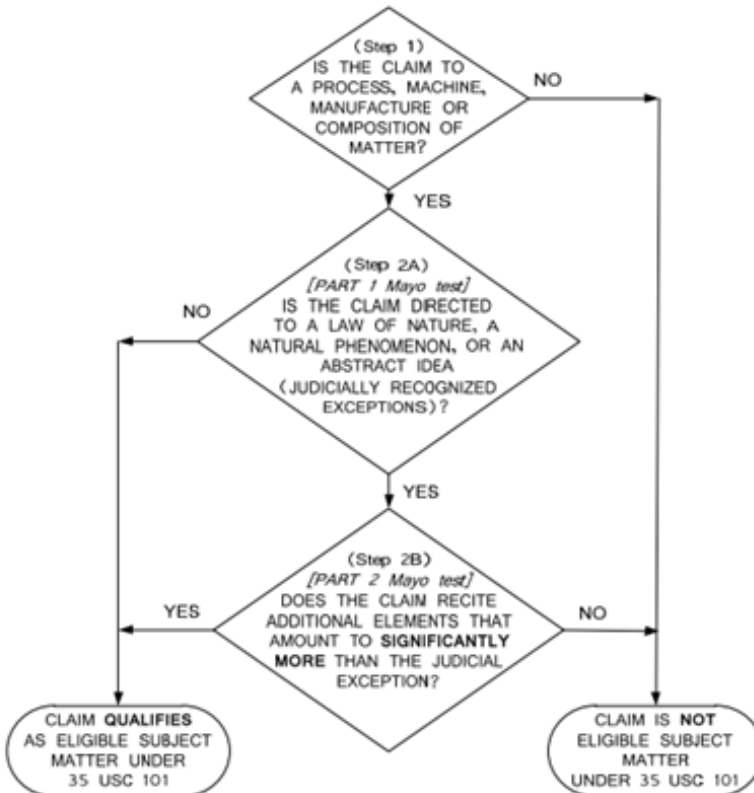 (Step 1)
IS THE CLAIM TO
A PROCESS, MACHINE,
MANUFACTURE OR
COMPOSITION OF
MATTER?
NO
YES
(Step 2A)
[PART 1 Mayo test]
IS THE CLAIM DIRECTED
TO A LAW OF NATURE, A
NATURAL PHENOMENON, OR AN
ABSTRACT IDEA
(JUDICIALLY RECOGNIZED
EXCEPTIONS)?
NO
YES
(Step 2B)
[PART 2 Mayo test]
DOES THE CLAIM RECITE
ADDITIONAL ELEMENTS THAT
AMOUNT TO SIGNIFICANTLY
MORE THAN THE JUDICIAL
EXCEPTION?
YES
NO
CLAIM QUALIFIES
AS ELIGIBLE SUBJECT
MATTER UNDER
35 USC 101
CLAIM IS NOT
ELIGIBLE SUBJECT
MATTER
UNDER 35 USC 101